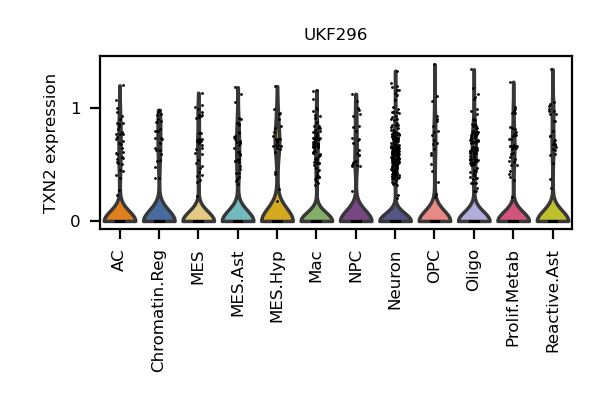 UKF296
TXN2 expression
1
0
AC
Chromatin.Reg
MES
MES.Ast
MES.Hyp
Mac
NPC
Neuron
OPC
Oligo
Prolif.Metab
Reactive.Ast